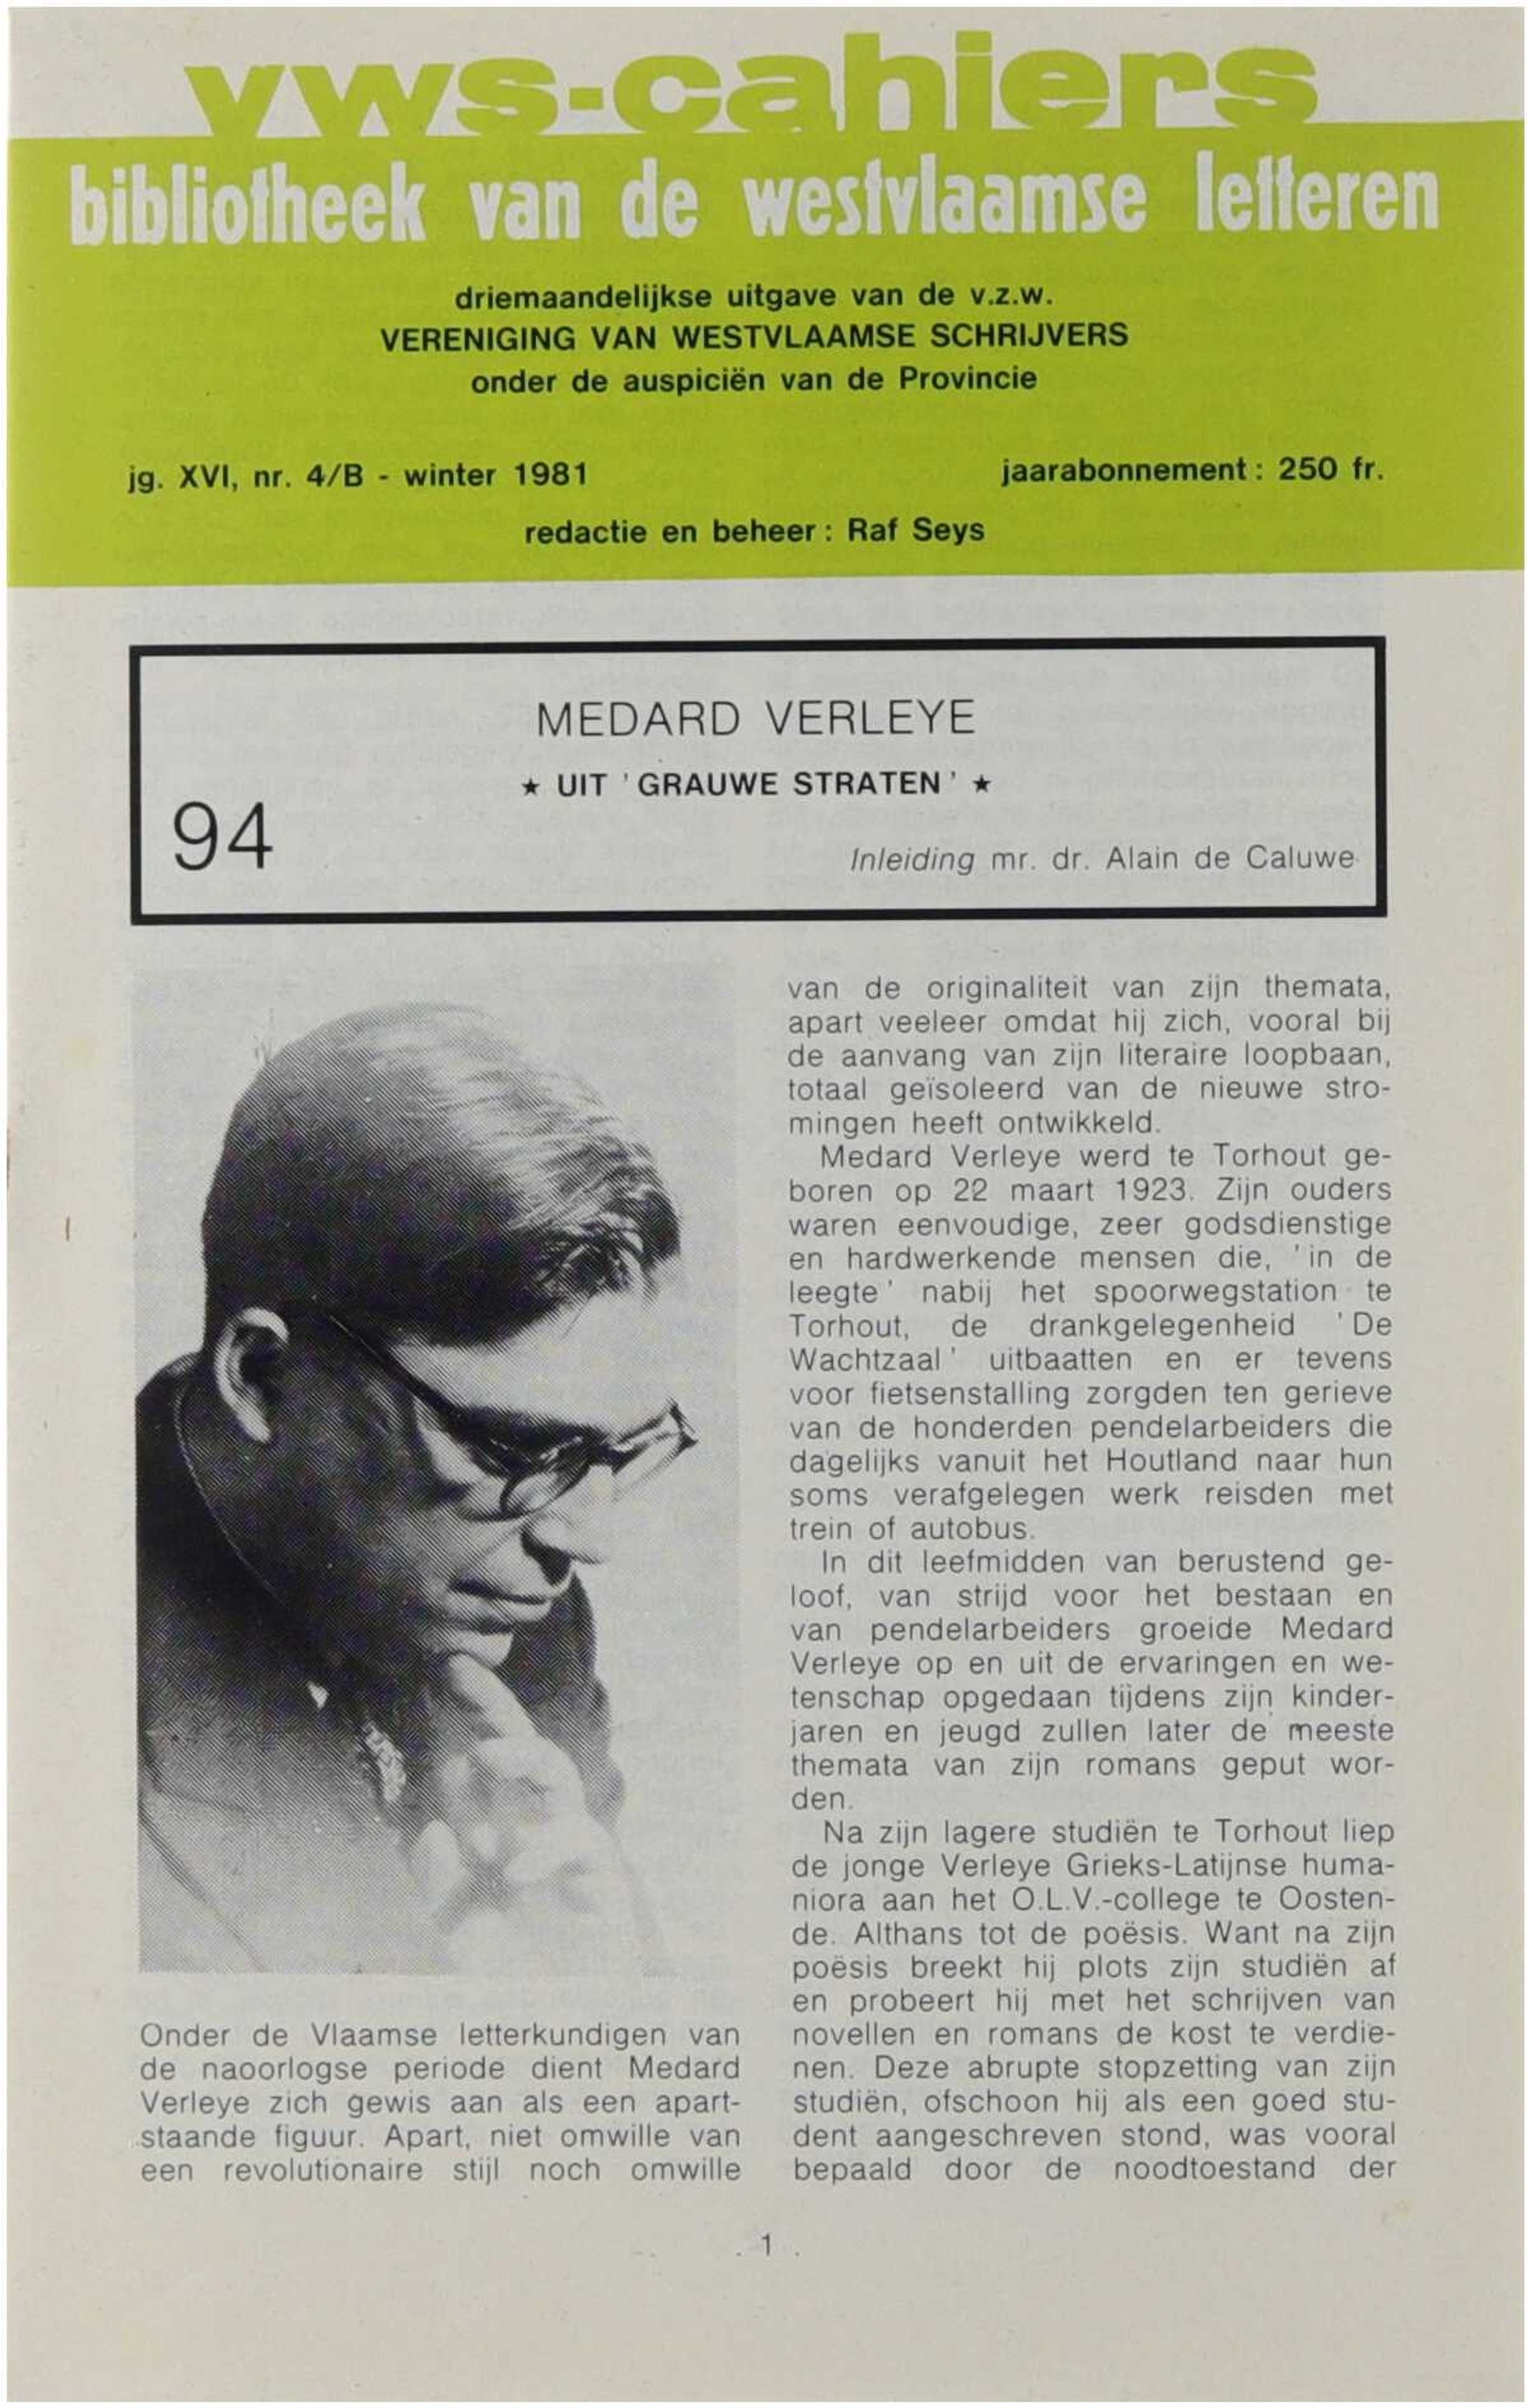 vws-cahiers
bibliotheek van de westvlaamse letteren
driemaandelijkse uitgave van de v.z.w.
VERENIGING VAN WESTVLAAMSE SCHRIJVERS
onder de auspiciën van de Provincie
jg. XVI, nr. 4/B - winter 1981
jaarabonnement : 250 fr.
redactie en beheer : Raf Seys
MEDARD VERLEYE
★ UIT 'GRAUWE STRATEN' ★
94
Inleiding mr. dr. Alain de Caluwe
Onder de Vlaamse letterkundigen van
de naoorlogse periode dient Medard
Verleye zich gewis aan als een apart-
staande figuur. Apart, niet omwille van
een revolutionaire stijl noch omwille
van de originaliteit van zijn themata,
apart veeleer omdat hij zich, vooral bij
de aanvang van zijn literaire loopbaan,
totaal geïsoleerd van de nieuwe stro-
mingen heeft ontwikkeld.
Medard Verleye werd te Torhout ge-
boren op 22 maart 1923. Zijn ouders
waren eenvoudige, zeer godsdienstige
en hardwerkende mensen die, 'in de
leegte' nabij het spoorwegstation te
Torhout, de drankgelegenheid 'De
Wachtzaal' uitbaatten en er tevens
voor fietsenstalling zorgden ten gerieve
van de honderden pendelarbeiders die
dagelijks vanuit het Houtland naar hun
soms verafgelegen werk reisden met
trein of autobus.
In dit leefmidden van berustend ge-
loof, van strijd voor het bestaan en
van pendelarbeiders groeide Medard
Verleye op en uit de ervaringen en we-
tenschap opgedaan tijdens zijn kinder-
jaren en jeugd zullen later de meeste
themata van zijn romans geput wor-
den.
Na zijn lagere studiën te Torhout liep
de jonge Verleye Grieks-Latijnse huma-
niora aan het O.L.V.-college te Oosten-
de. Althans tot de poësis. Want na zijn
poësis breekt hij plots zijn studiën af
en probeert hij met het schrijven van
novellen en romans de kost te verdie-
nen. Deze abrupte stopzetting van zijn
studiën, ofschoon hij als een goed stu-
dent aangeschreven stond, was vooral
bepaald door de noodtoestand der
1